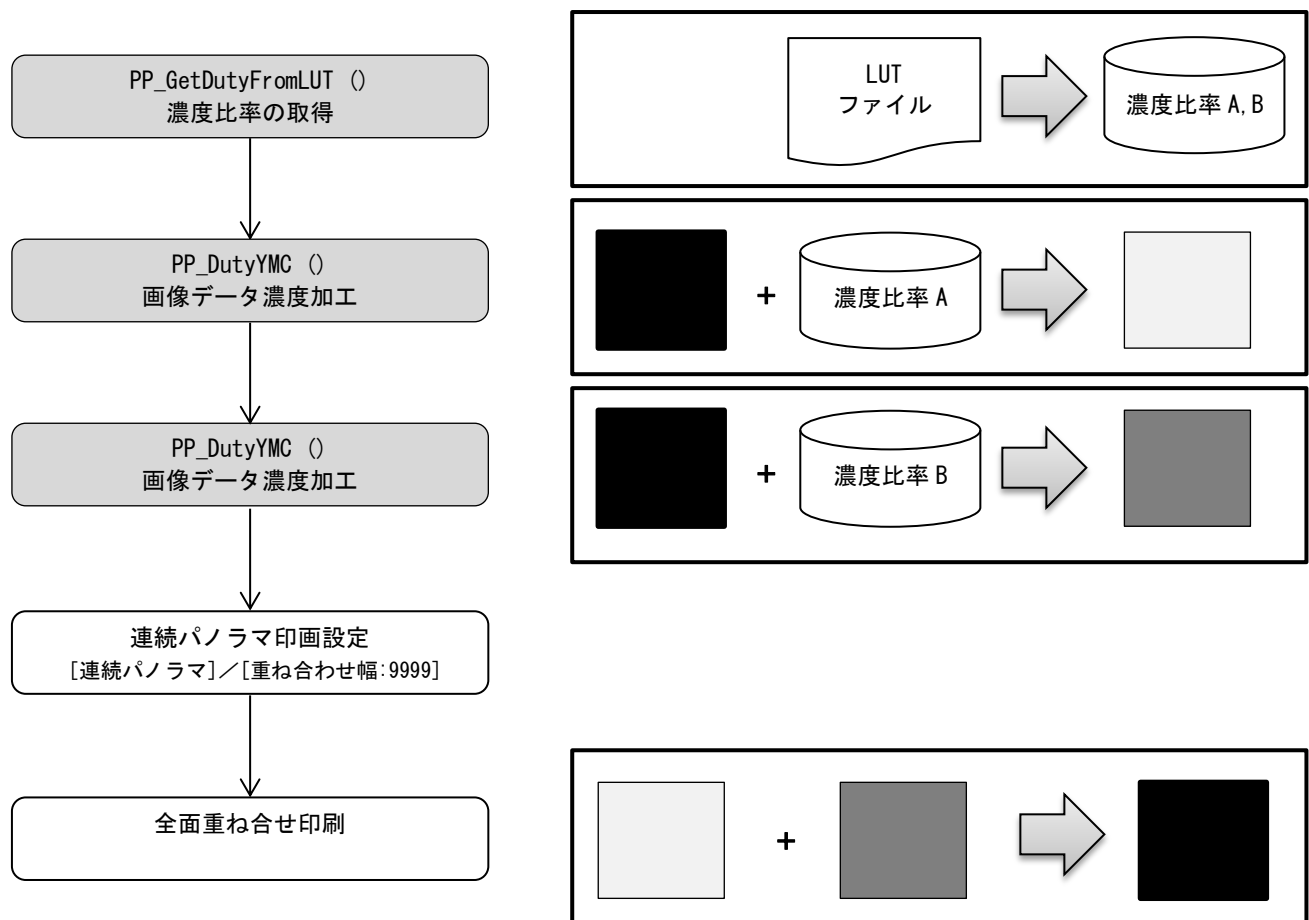 PP_GetDutyFromLUT ()
濃度比率の取得
LUT
ファイル
濃度比率 A,B
PP_DutyYMC ()
画像データ濃度加工
+
濃度比率 A
PP_DutyYMC ()
画像データ濃度加工
+
濃度比率 B
連続パノラマ印画設定
[連続パノラマ]／[重ね合わせ幅:9999]
全面重ね合せ印刷
+